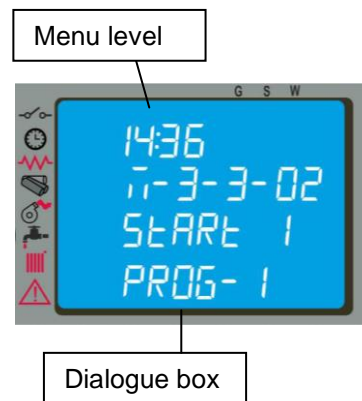 Menu level
G S W
14:36
n-3-3-02
StARt 1
PROG-1
Dialogue box